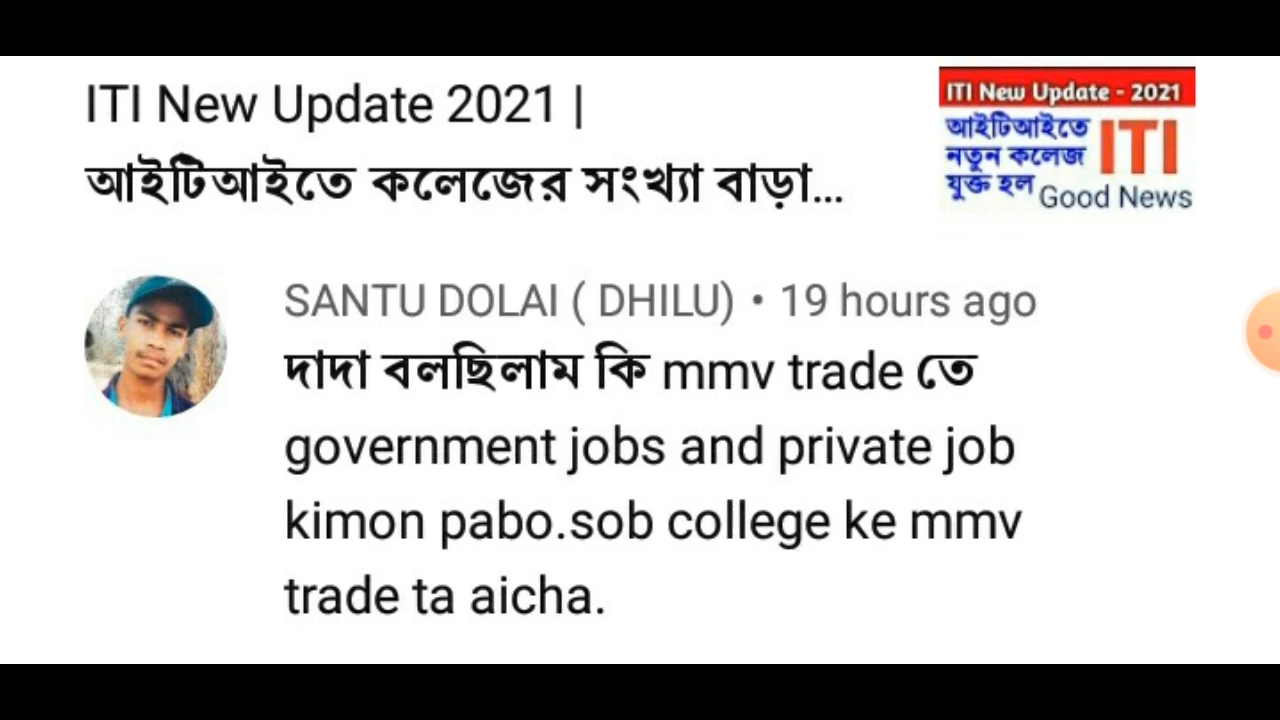 ITI New Update 2021 |
আইটিআইতে কলেজের সংখ্যা বাড়া...
ITI New Update - 2021
আইটিআইতে
নতুন কলেজ
যুক্ত হল
ITI
Good News
SANTU DOLAI ( DHILU) • 19 hours ago
দাদা বলছিলাম কি mmv trade তে
government jobs and private job
kimon pabo.sob college ke mmv
trade ta aicha.